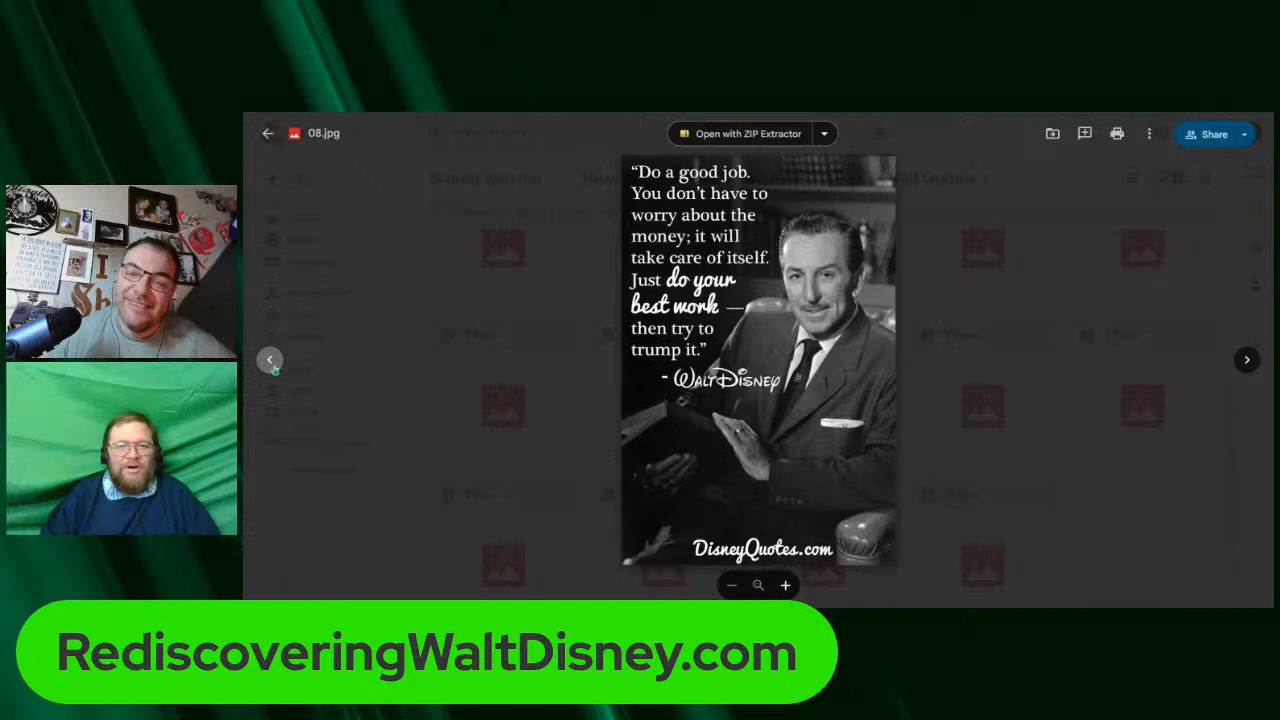 08.jpg
Open with ZIP Extractor
Share
“Do a good job.
You don’t have to
worry about the
money; it will
take care of itself.
Just do your
best work —
then try to
trump it.”
- WALT DISNEY
DisneyQuotes.com
RediscoveringWaltDisney.com